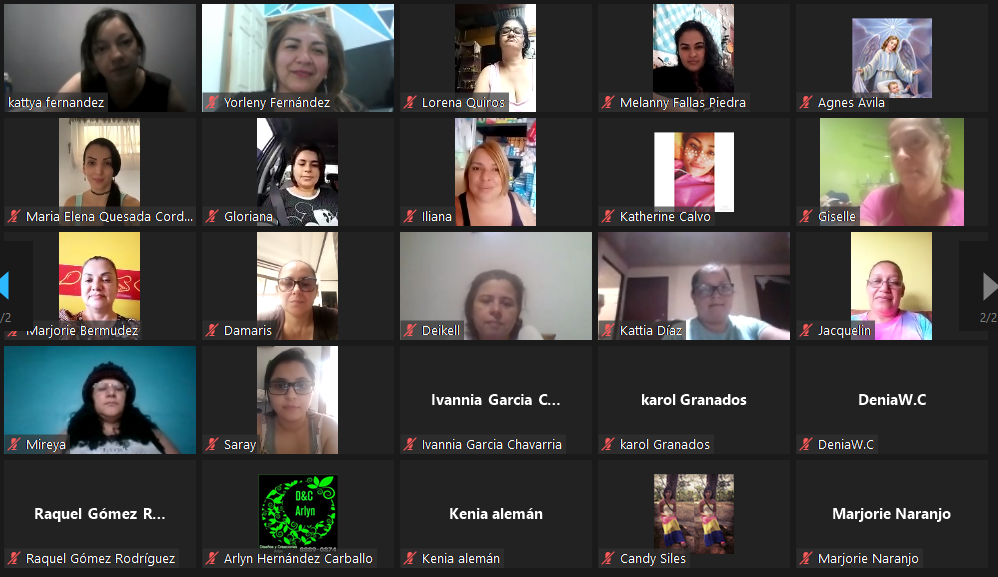 kattya fernandez
Yorleny Fernández
Lorena Quiros
Melanny Fallas Piedra
Agnes Avila
Maria Elena Quesada Cord...
Gloriana
Iliana
Katherine Calvo
Giselle
/2
Marjorie Bermudez
Damaris
Deikell
Kattia Díaz
Jacquelin
2/2
Mireya
Saray
Ivannia Garcia C...
Ivannia Garcia Chavarria
karol Granados
karol Granados
DeniaW.C
DeniaW.C
Raquel Gómez R...
Raquel Gómez Rodríguez
D&C
Arlyn
Arlyn Hernández Carballo
Kenia alemán
Kenia alemán
Candy Siles
Marjorie Naranjo
Marjorie Naranjo